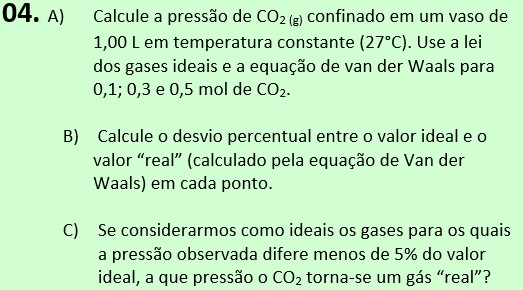 04. A) Calcule a pressão de CO₂ (g) confinado em um vaso de
1,00 L em temperatura constante (27°C). Use a lei
dos gases ideais e a equação de van der Waals para
0,1; 0,3 e 0,5 mol de CO₂.
B) Calcule o desvio percentual entre o valor ideal e o
valor “real” (calculado pela equação de Van der
Waals) em cada ponto.
C) Se considerarmos como ideais os gases para os quais
a pressão observada difere menos de 5% do valor
ideal, a que pressão o CO₂ torna-se um gás “real”?